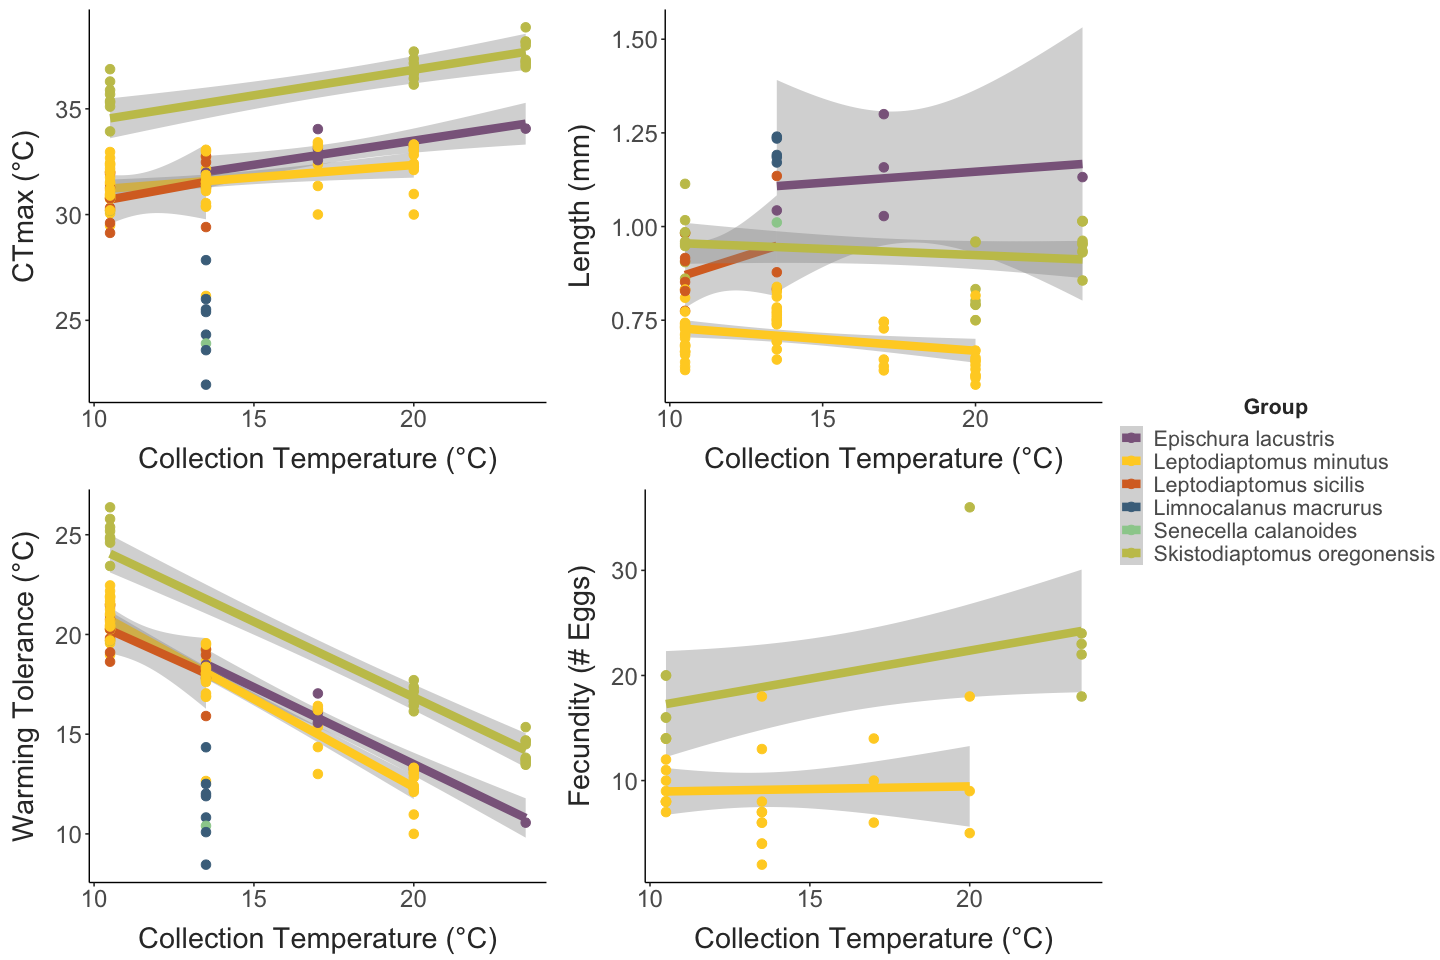 CTmax (°C)
35
30
25
10
15
20
Collection Temperature (°C)
Length (mm)
1.50
1.25
1.00
0.75
10
15
20
Collection Temperature (°C)
Warming Tolerance (°C)
25
20
15
10
10
15
20
Collection Temperature (°C)
Fecundity (# Eggs)
30
20
10
10
15
20
Collection Temperature (°C)
Group
Epischura lacustris
Leptodiaptomus minutus
Leptodiaptomus sicilis
Limnocalanus macrurus
Senecella calanoides
Skistodiaptomus oregonensis